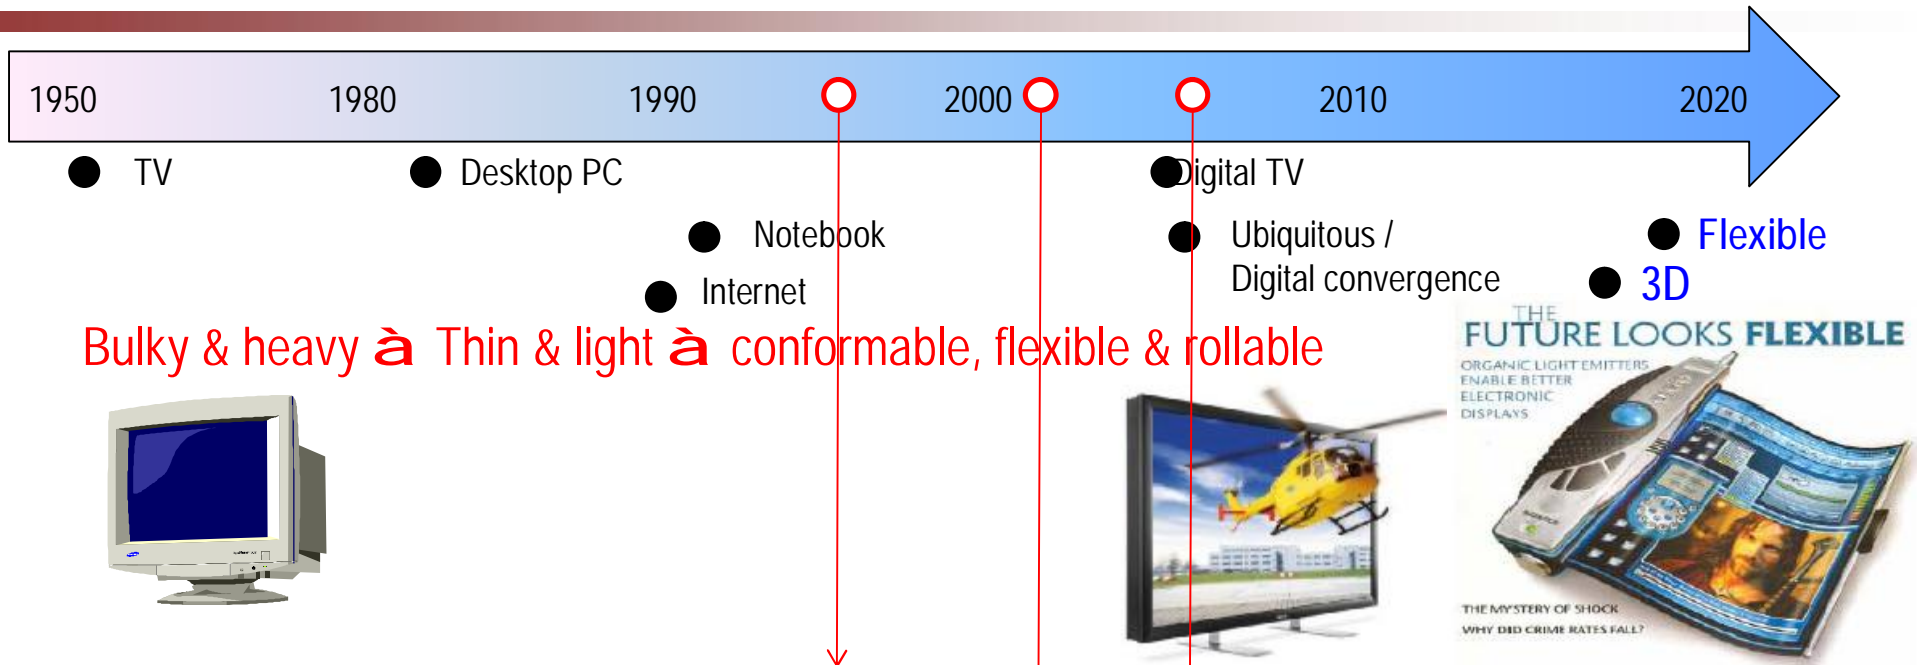 1950 1980 1990 2000 2010 2020
TV Desktop PC Digital TV
Notebook Ubiquitous / Flexible
Internet Digital convergence 3D
Bulky & heavy à Thin & light à conformable, flexible & rollable
THE
FUTURE LOOKS FLEXIBLE
ORGANIC LIGHT EMITTERS
ENABLE BETTER
ELECTRONIC
DISPLAYS
THE MYSTERY OF SHOCK
WHY DID CRIME RATES FALL?